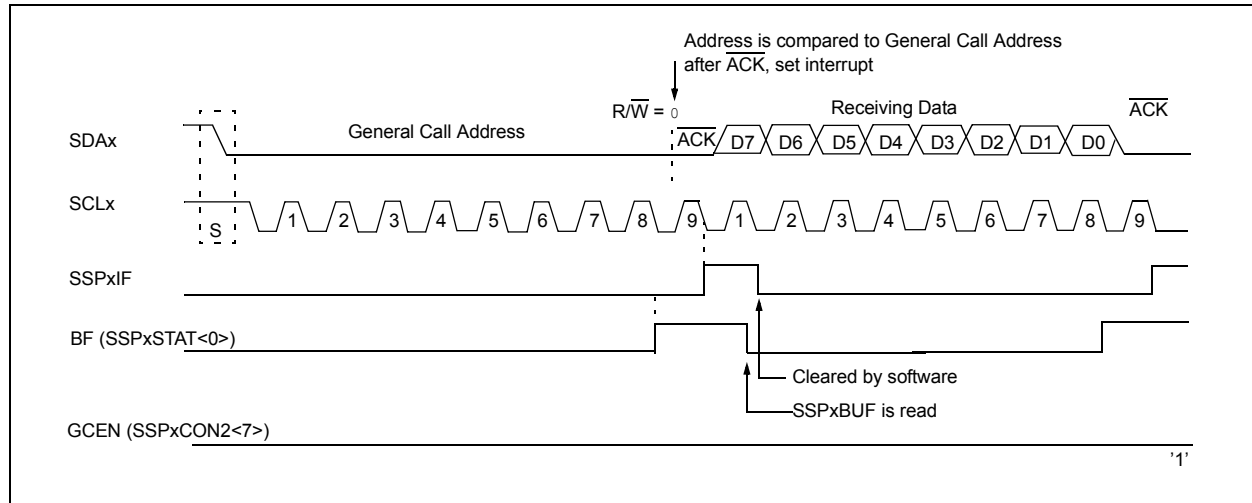 Address is compared to General Call Address
after ACK, set interrupt
R/W = 0
Receiving Data
ACK
SDAx
General Call Address
ACK
D7 D6 D5 D4 D3 D2 D1 D0
SCLx
S
1 2 3 4 5 6 7 8 9 1 2 3 4 5 6 7 8 9
SSPxIF
BF (SSPxSTAT<0>)
Cleared by software
SSPxBUF is read
GCEN (SSPxCON2<7>)
'1'